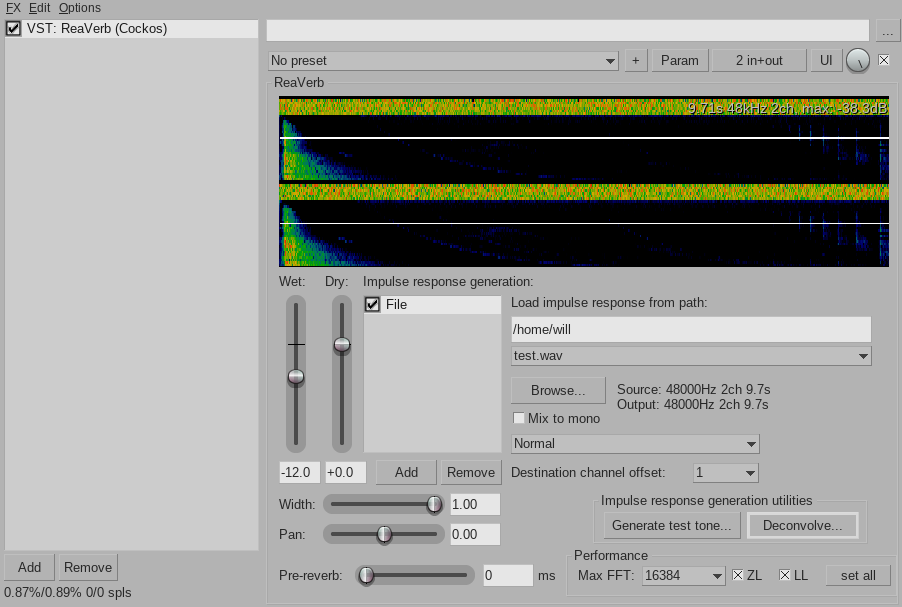 FX Edit Options
VST: ReaVerb (Cockos)
...
No preset
+
Param
2 in+out
UI
ReaVerb
9.71s 48kHz 2ch, max: -38.3dB
Wet:
Dry:
Impulse response generation:
File
Load impulse response from path:
/home/will
test.wav
Browse...
Source: 48000Hz 2ch 9.7s
Output: 48000Hz 2ch 9.7s
Mix to mono
Normal
-12.0
+0.0
Add
Remove
Destination channel offset:
1
Width:
1.00
Impulse response generation utilities
Generate test tone...
Deconvolve...
Pan:
0.00
Performance
Pre-reverb:
0
ms
Max FFT:
16384
ZL
LL
set all
Add
Remove
0.87%/0.89% 0/0 spls